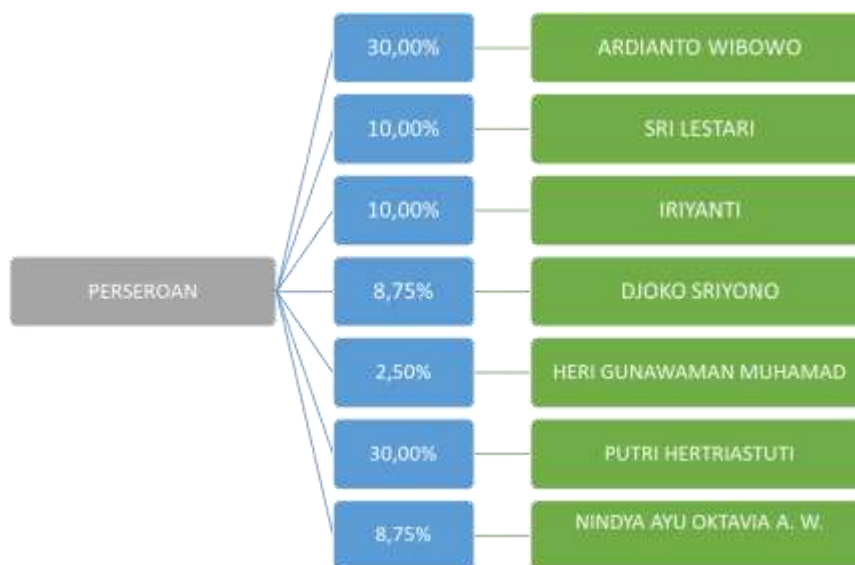 30,00% ARDIANTO WIBOWO
10,00% SRI LESTARI
10,00% IRIYANTI
PERSEROAN 8,75% DJOKO SRIYONO
2,50% HERI GUNAWAMAN MUHAMAD
30,00% PUTRI HERTRIASTUTI
8,75% NINDYA AYU OKTAVIA A. W.